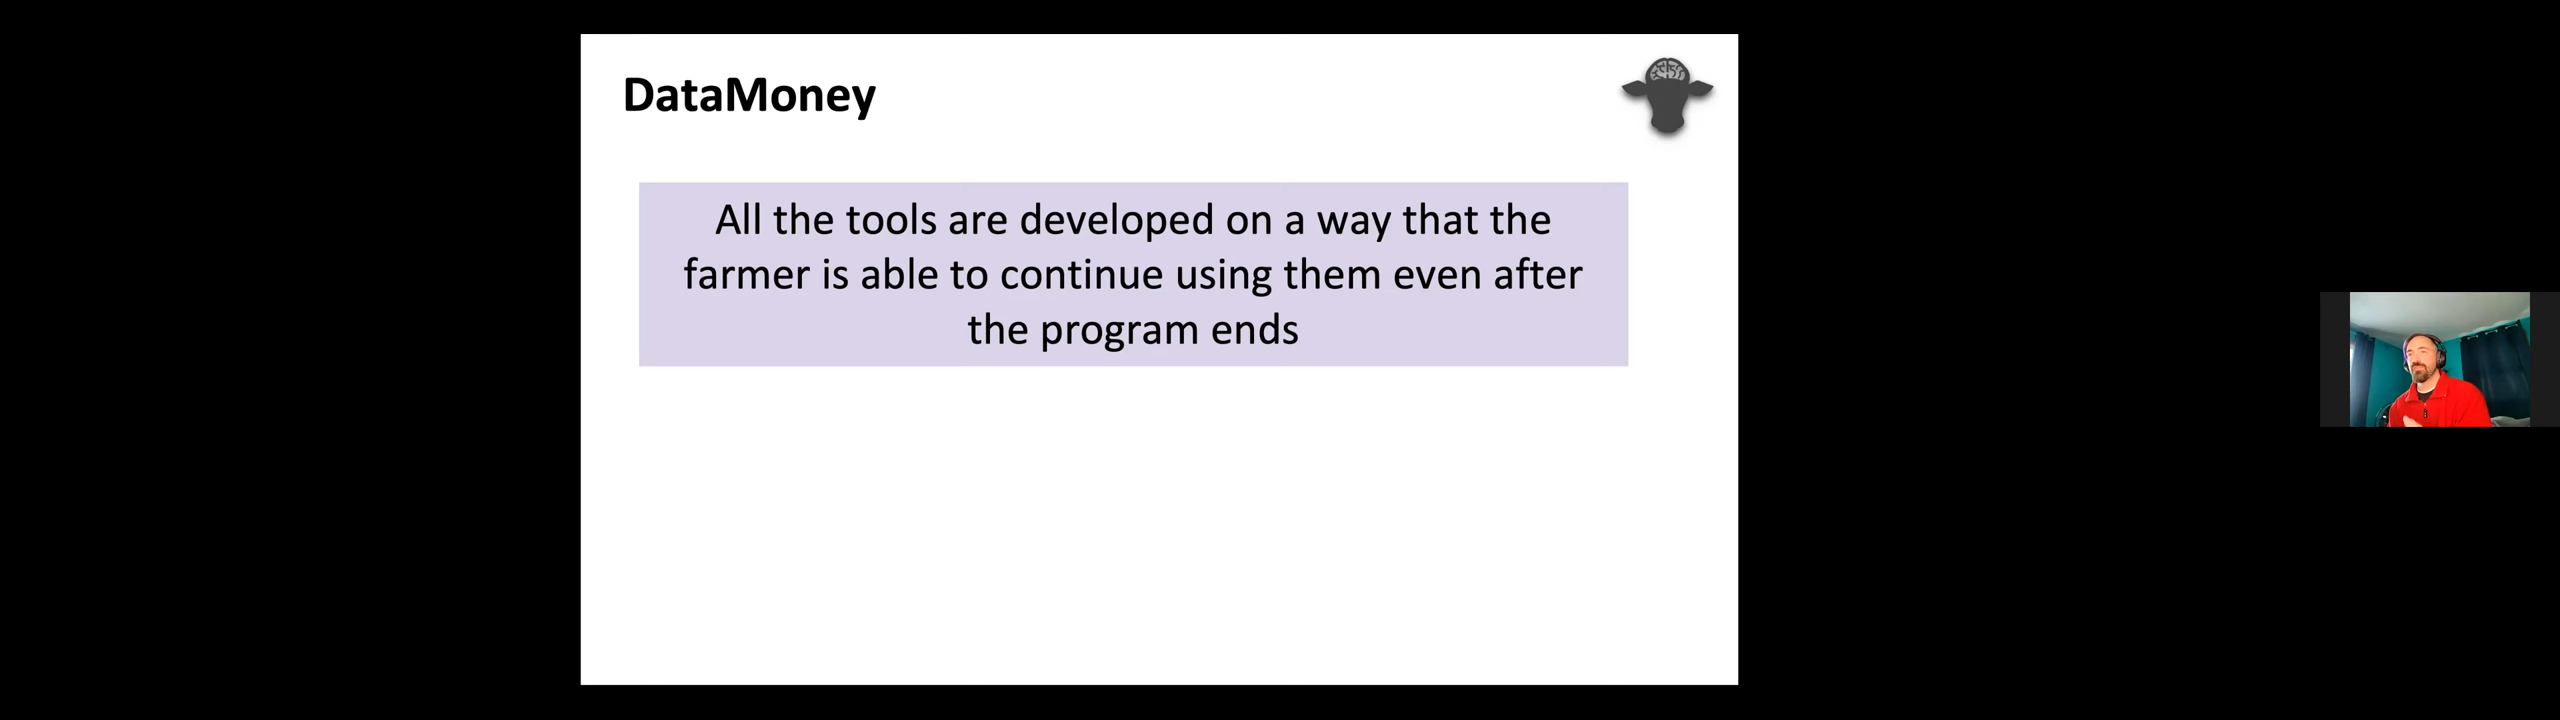 DataMoney
All the tools are developed on a way that the
farmer is able to continue using them even after
the program ends